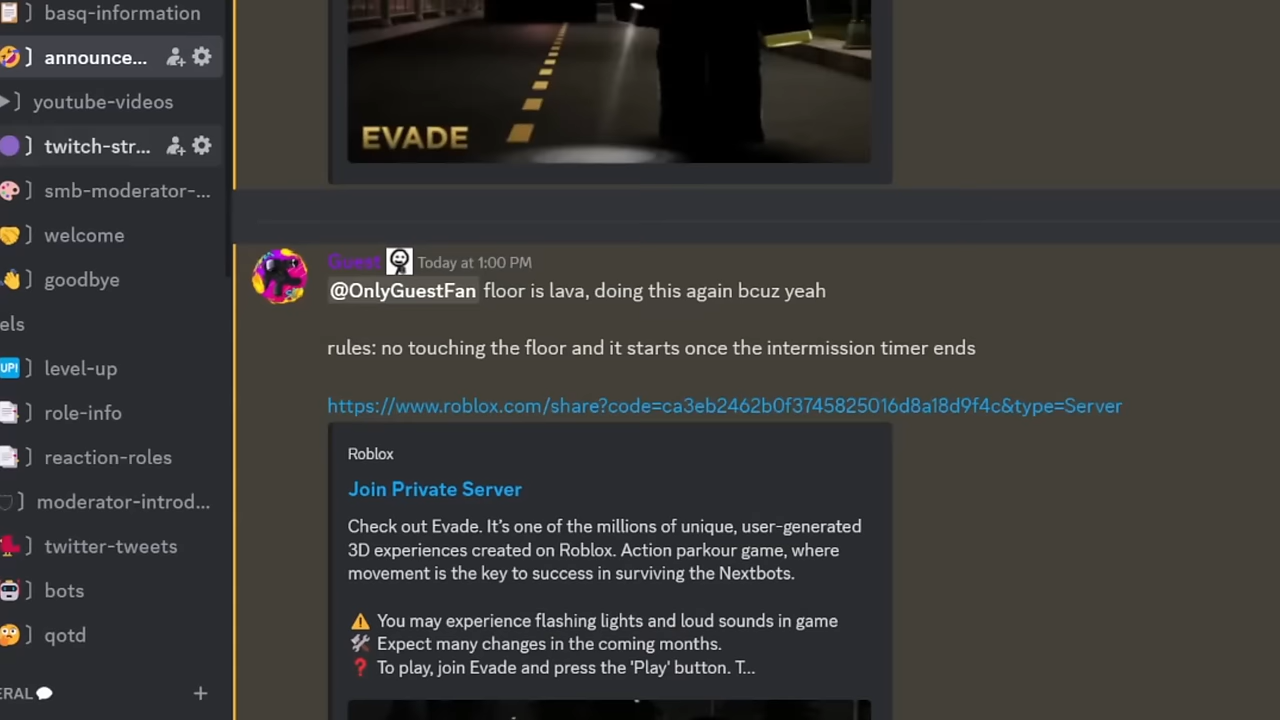 basq-information
announce...
youtube-videos
twitch-str...
smb-moderator-...
welcome
goodbye
els
level-up
UP!
role-info
reaction-roles
moderator-introd...
twitter-tweets
bots
qotd
ERAL
EVADE
Guest Today at 1:00 PM
@OnlyGuestFan floor is lava, doing this again bcuz yeah
rules: no touching the floor and it starts once the intermission timer ends
https://www.roblox.com/share?code=ca3eb2462b0f3745825016d8a18d9f4c&type=Server
Roblox
Join Private Server
Check out Evade. It's one of the millions of unique, user-generated
3D experiences created on Roblox. Action parkour game, where
movement is the key to success in surviving the Nextbots.
⚠️ You may experience flashing lights and loud sounds in game
🛠️ Expect many changes in the coming months.
❓ To play, join Evade and press the 'Play' button. T...